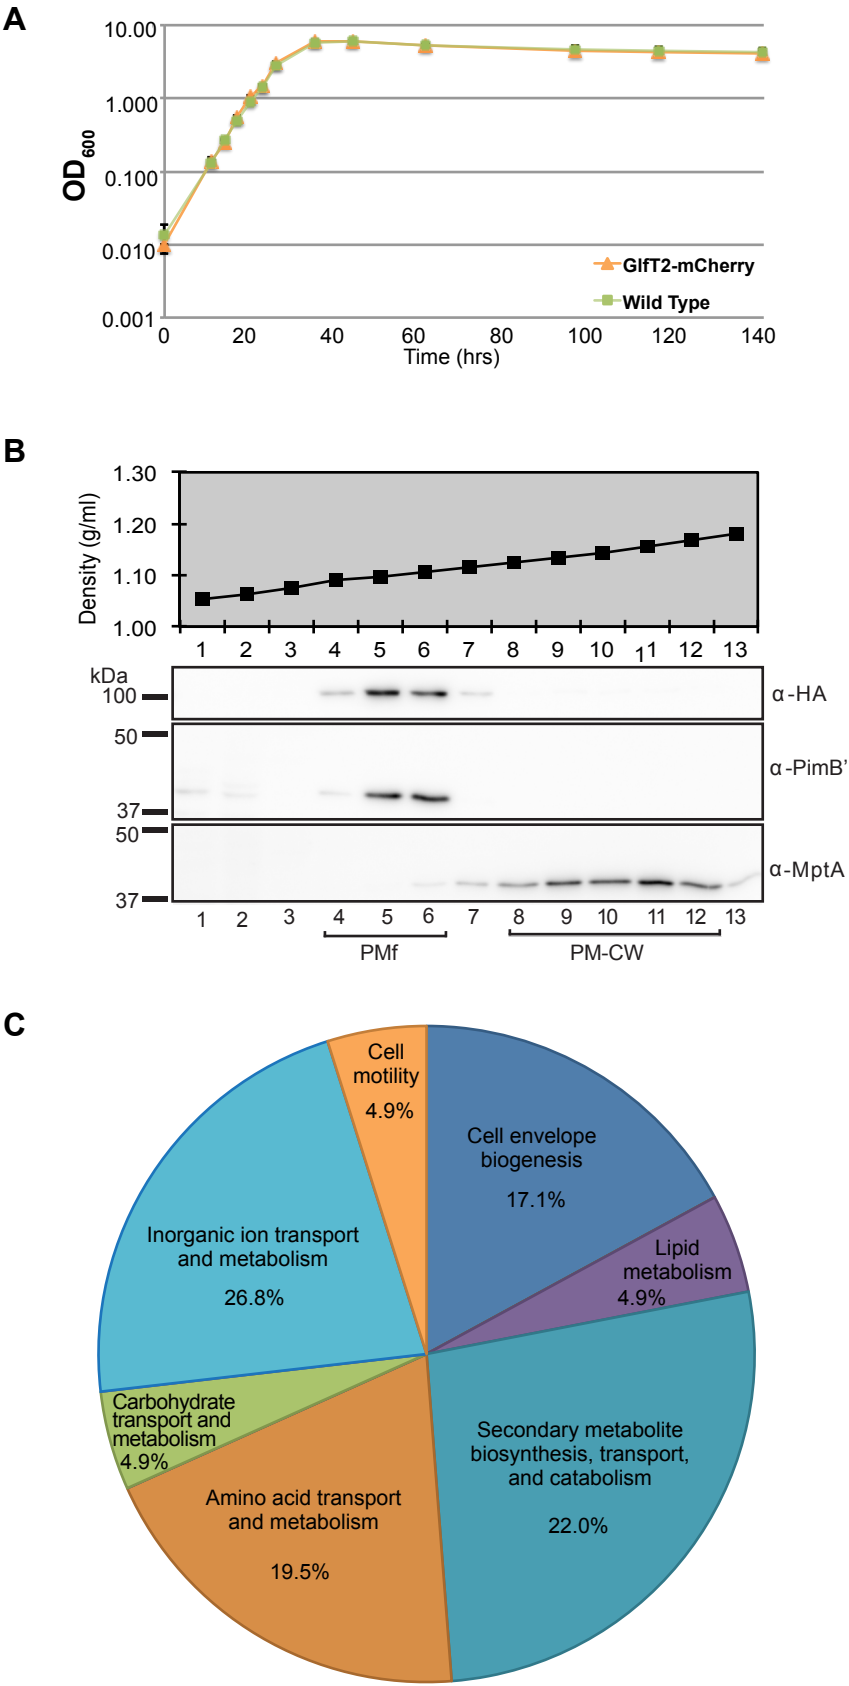 A
10.00
1.000
0.100
0.010
0.001
OD600
GlfT2-mCherry
Wild Type
0 20 40 60 80 100 120 140
Time (hrs)
B
1.30
1.20
1.10
1.00
Density (g/ml)
1 2 3 4 5 6 7 8 9 10 11 12 13
kDa
100
α-HA
50
α-PimB’
37
50
α-MptA
37
1 2 3 4 5 6 7 8 9 10 11 12 13
PMf PM-CW
C
Cell
motility
4.9%
Cell envelope
biogenesis
17.1%
Lipid
metabolism
4.9%
Inorganic ion transport
and metabolism
26.8%
Carbohydrate
transport and
metabolism
4.9%
Secondary metabolite
biosynthesis, transport,
and catabolism
22.0%
Amino acid transport
and metabolism
19.5%